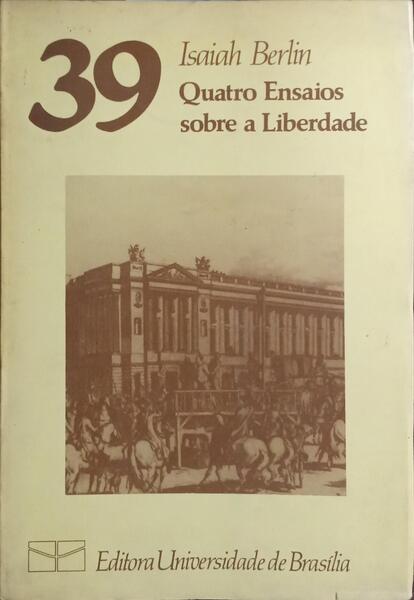 39
Isaiah Berlin
Quatro Ensaios
sobre a Liberdade
Editora Universidade de Brasília